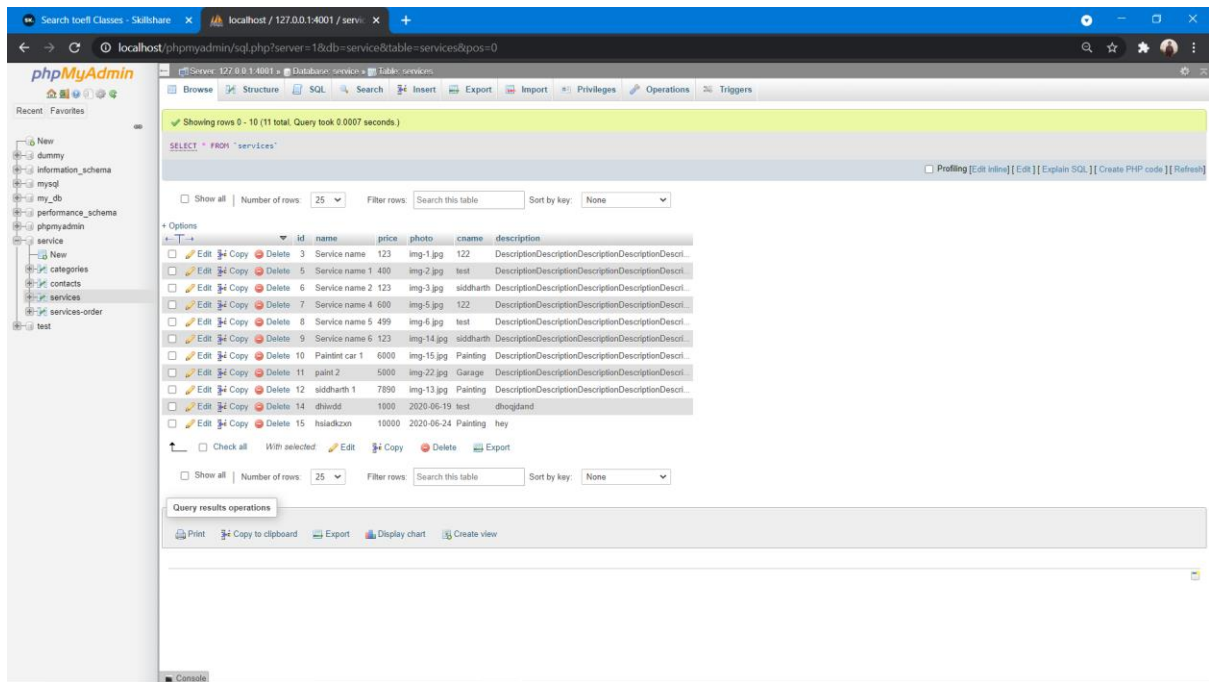 Search toefl Classes - Skillshare
localhost / 127.0.0.1:4001 / servic
localhost/phpmyadmin/sql.php?server=1&db=service&table=services&pos=0
phpMyAdmin
Recent Favorites
New
dummy
information_schema
mysql
my_db
performance_schema
phpmyadmin
service
New
categories
contacts
services
services-order
test
Server: 127.0.0.1:4001 » Database: service » Table: services
Browse Structure SQL Search Insert Export Import Privileges Operations Triggers
Showing rows 0 - 10 (11 total, Query took 0.0007 seconds.)
SELECT * FROM `services`
Profiling [Edit inline] [ Edit ] [ Explain SQL ] [ Create PHP code ] [ Refresh]
Show all | Number of rows: 25 Filter rows: Search this table Sort by key: None
+ Options
←T→ id name price photo cname description
Edit Copy Delete 3 Service name 123 img-1.jpg 122 DescriptionDescriptionDescriptionDescriptionDescri...
Edit Copy Delete 5 Service name 1 400 img-2.jpg test DescriptionDescriptionDescriptionDescriptionDescri...
Edit Copy Delete 6 Service name 2 123 img-3.jpg siddharth DescriptionDescriptionDescriptionDescriptionDescri...
Edit Copy Delete 7 Service name 4 600 img-5.jpg 122 DescriptionDescriptionDescriptionDescriptionDescri...
Edit Copy Delete 8 Service name 5 499 img-6.jpg test DescriptionDescriptionDescriptionDescriptionDescri...
Edit Copy Delete 9 Service name 6 123 img-14.jpg siddharth DescriptionDescriptionDescriptionDescriptionDescri...
Edit Copy Delete 10 Paintint car 1 6000 img-15.jpg Painting DescriptionDescriptionDescriptionDescriptionDescri...
Edit Copy Delete 11 paint 2 5000 img-22.jpg Garage DescriptionDescriptionDescriptionDescriptionDescri...
Edit Copy Delete 12 siddharth 1 7890 img-13.jpg Painting DescriptionDescriptionDescriptionDescriptionDescri...
Edit Copy Delete 14 dhiwdd 1000 2020-06-19 test dhoqjdand
Edit Copy Delete 15 hsiadkzxn 10000 2020-06-24 Painting hey
Check all With selected: Edit Copy Delete Export
Show all | Number of rows: 25 Filter rows: Search this table Sort by key: None
Query results operations
Print Copy to clipboard Export Display chart Create view
Console